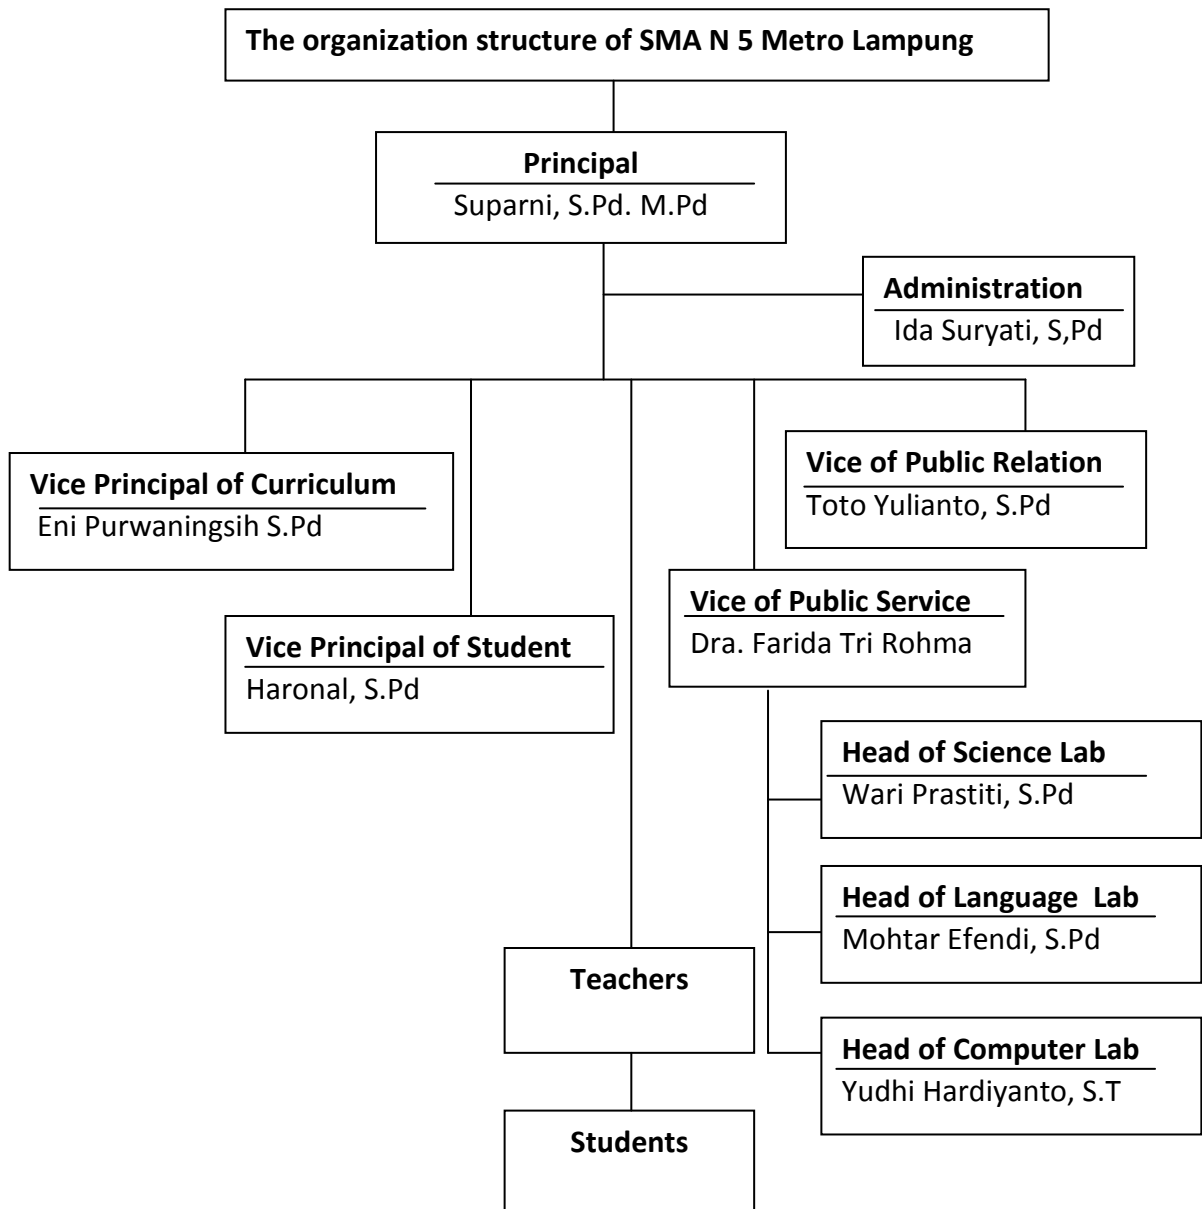 The organization structure of SMA N 5 Metro Lampung
Principal
Suparni, S.Pd. M.Pd
Administration
Ida Suryati, S,Pd
Vice Principal of Curriculum
Eni Purwaningsih S.Pd
Vice of Public Relation
Toto Yulianto, S.Pd
Vice Principal of Student
Haronal, S.Pd
Vice of Public Service
Dra. Farida Tri Rohma
Head of Science Lab
Wari Prastiti, S.Pd
Head of Language Lab
Mohtar Efendi, S.Pd
Head of Computer Lab
Yudhi Hardiyanto, S.T
Teachers
Students